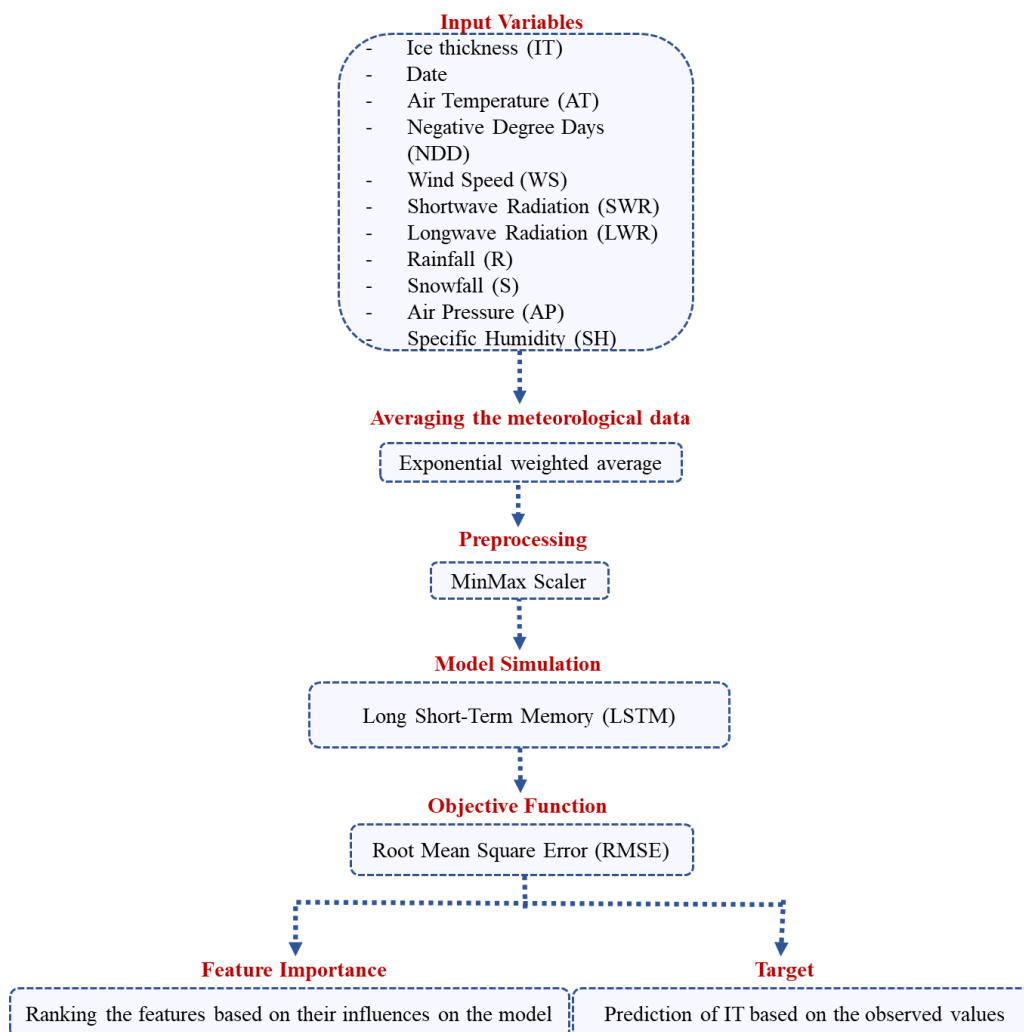 Input Variables
- Ice thickness (IT)
- Date
- Air Temperature (AT)
- Negative Degree Days
(NDD)
- Wind Speed (WS)
- Shortwave Radiation (SWR)
- Longwave Radiation (LWR)
- Rainfall (R)
- Snowfall (S)
- Air Pressure (AP)
- Specific Humidity (SH)
Averaging the meteorological data
Exponential weighted average
Preprocessing
MinMax Scaler
Model Simulation
Long Short-Term Memory (LSTM)
Objective Function
Root Mean Square Error (RMSE)
Feature Importance
Ranking the features based on their influences on the model
Target
Prediction of IT based on the observed values